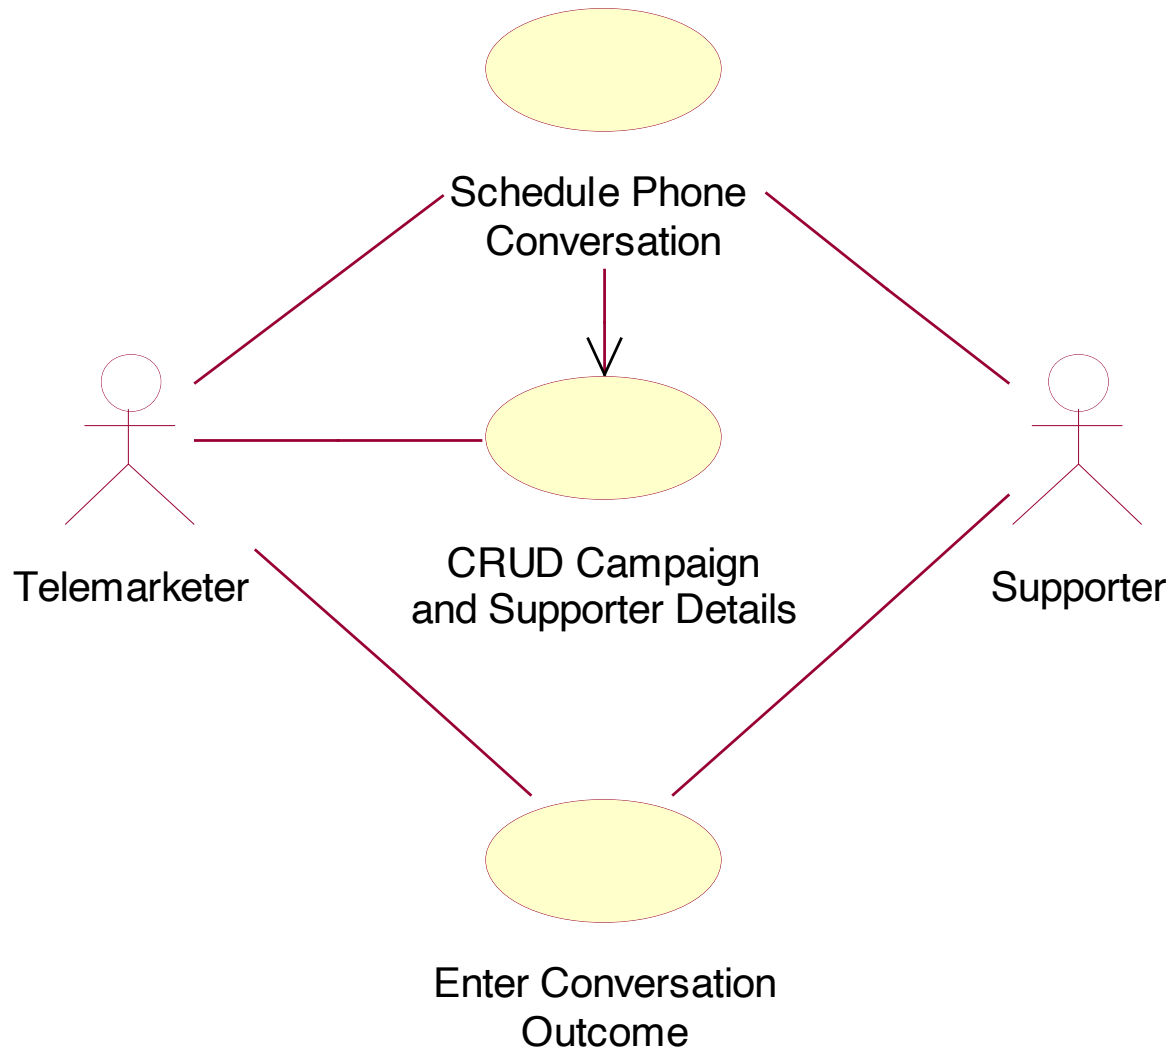 Schedule Phone
Conversation
Telemarketer
CRUD Campaign
and Supporter Details
Supporter
Enter Conversation
Outcome